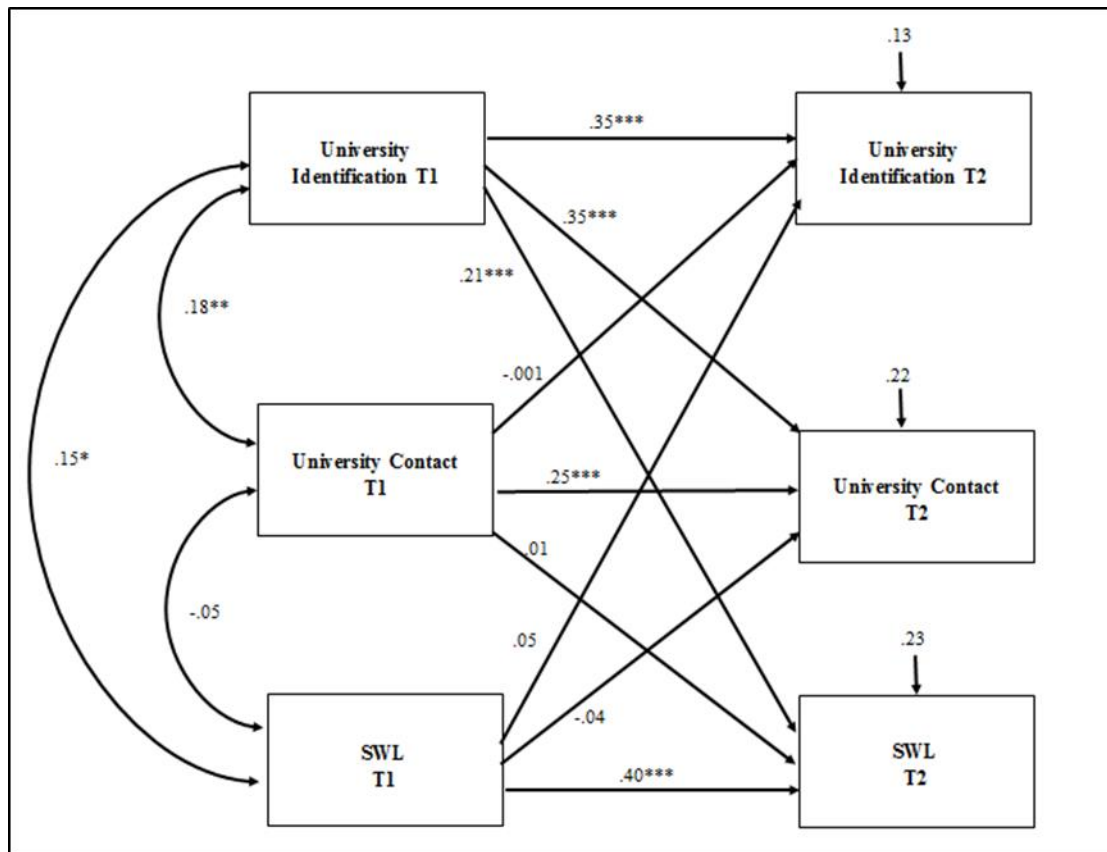 .13
University
Identification T1
.35***
University
Identification T2
.35***
.21***
.18**
-.001
.22
.15*
University Contact
T1
.25***
University Contact
T2
.01
-.05
.05
.23
-.04
SWL
T1
.40***
SWL
T2